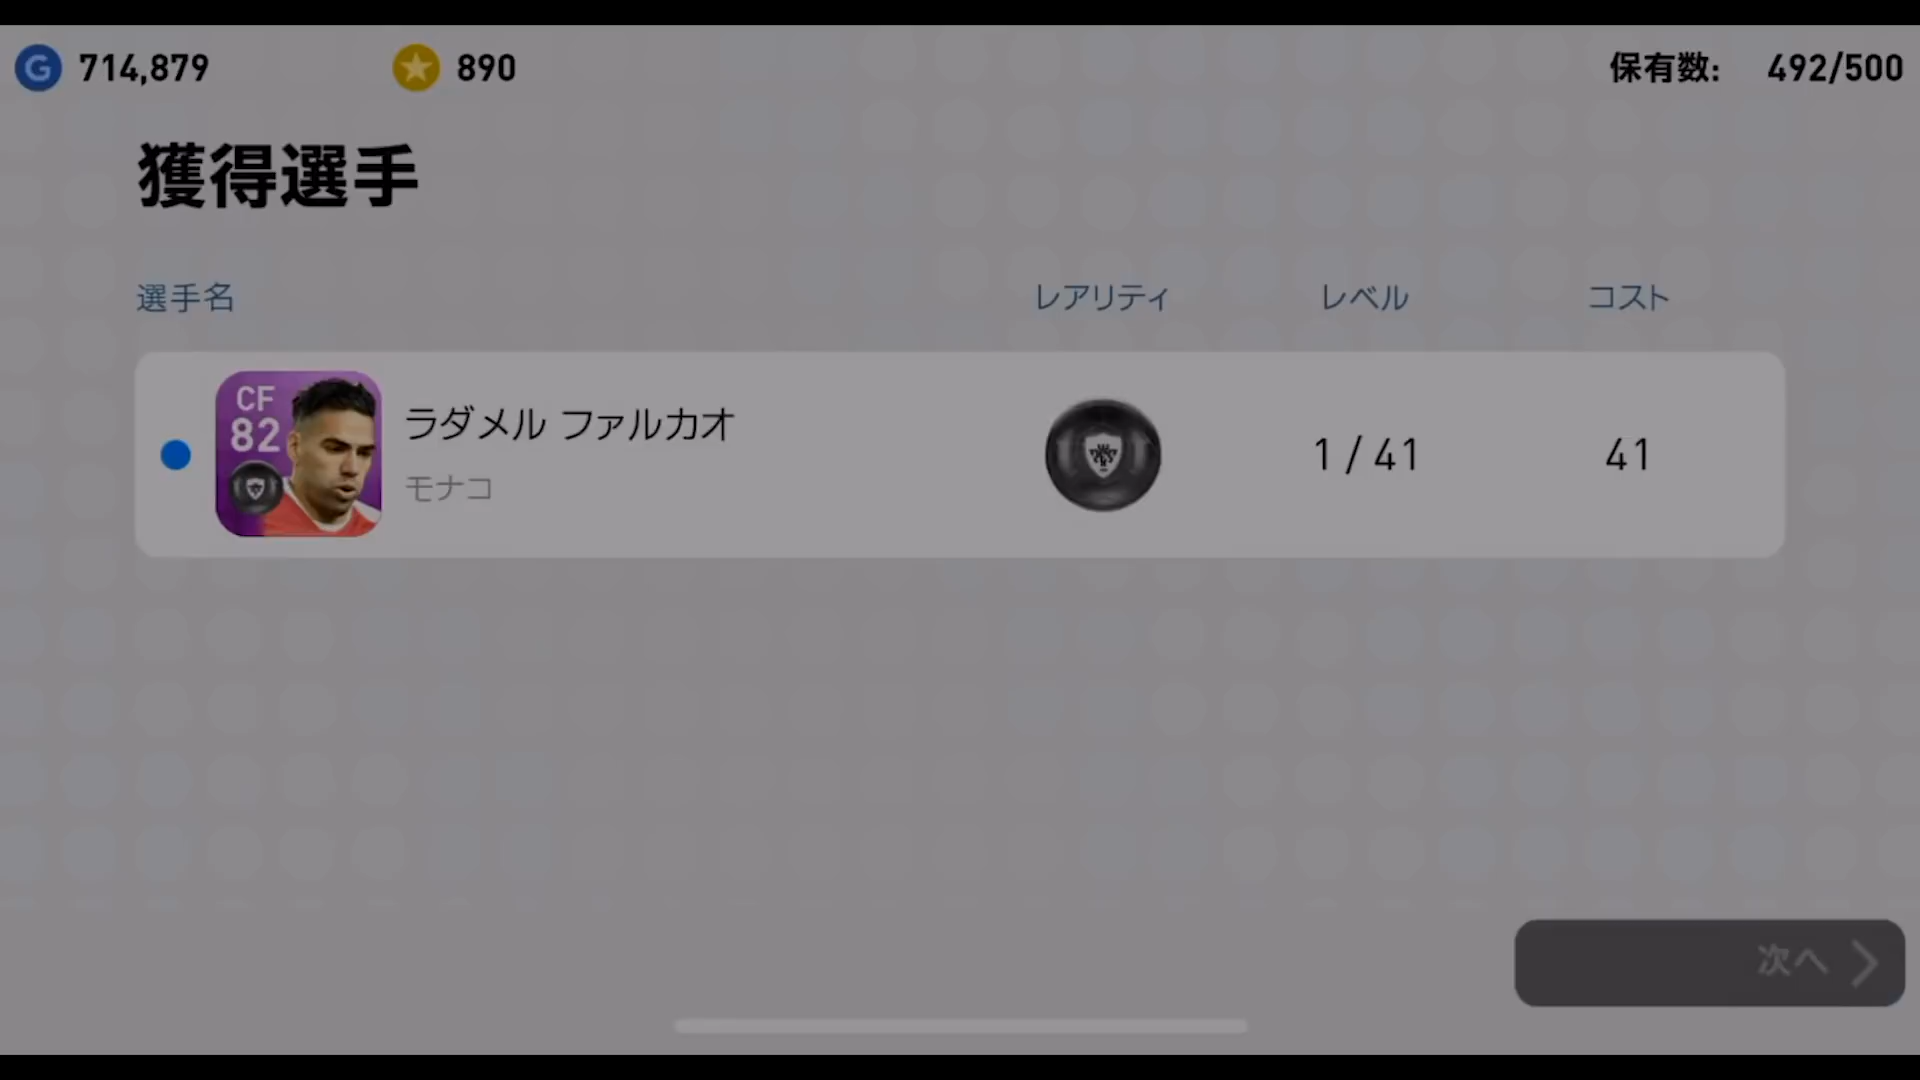 G 714,879
890
保有数: 492/500
獲得選手
選手名 レアリティ レベル コスト
CF
82
ラダメル ファルカオ
モナコ
1 / 41
41
次へ